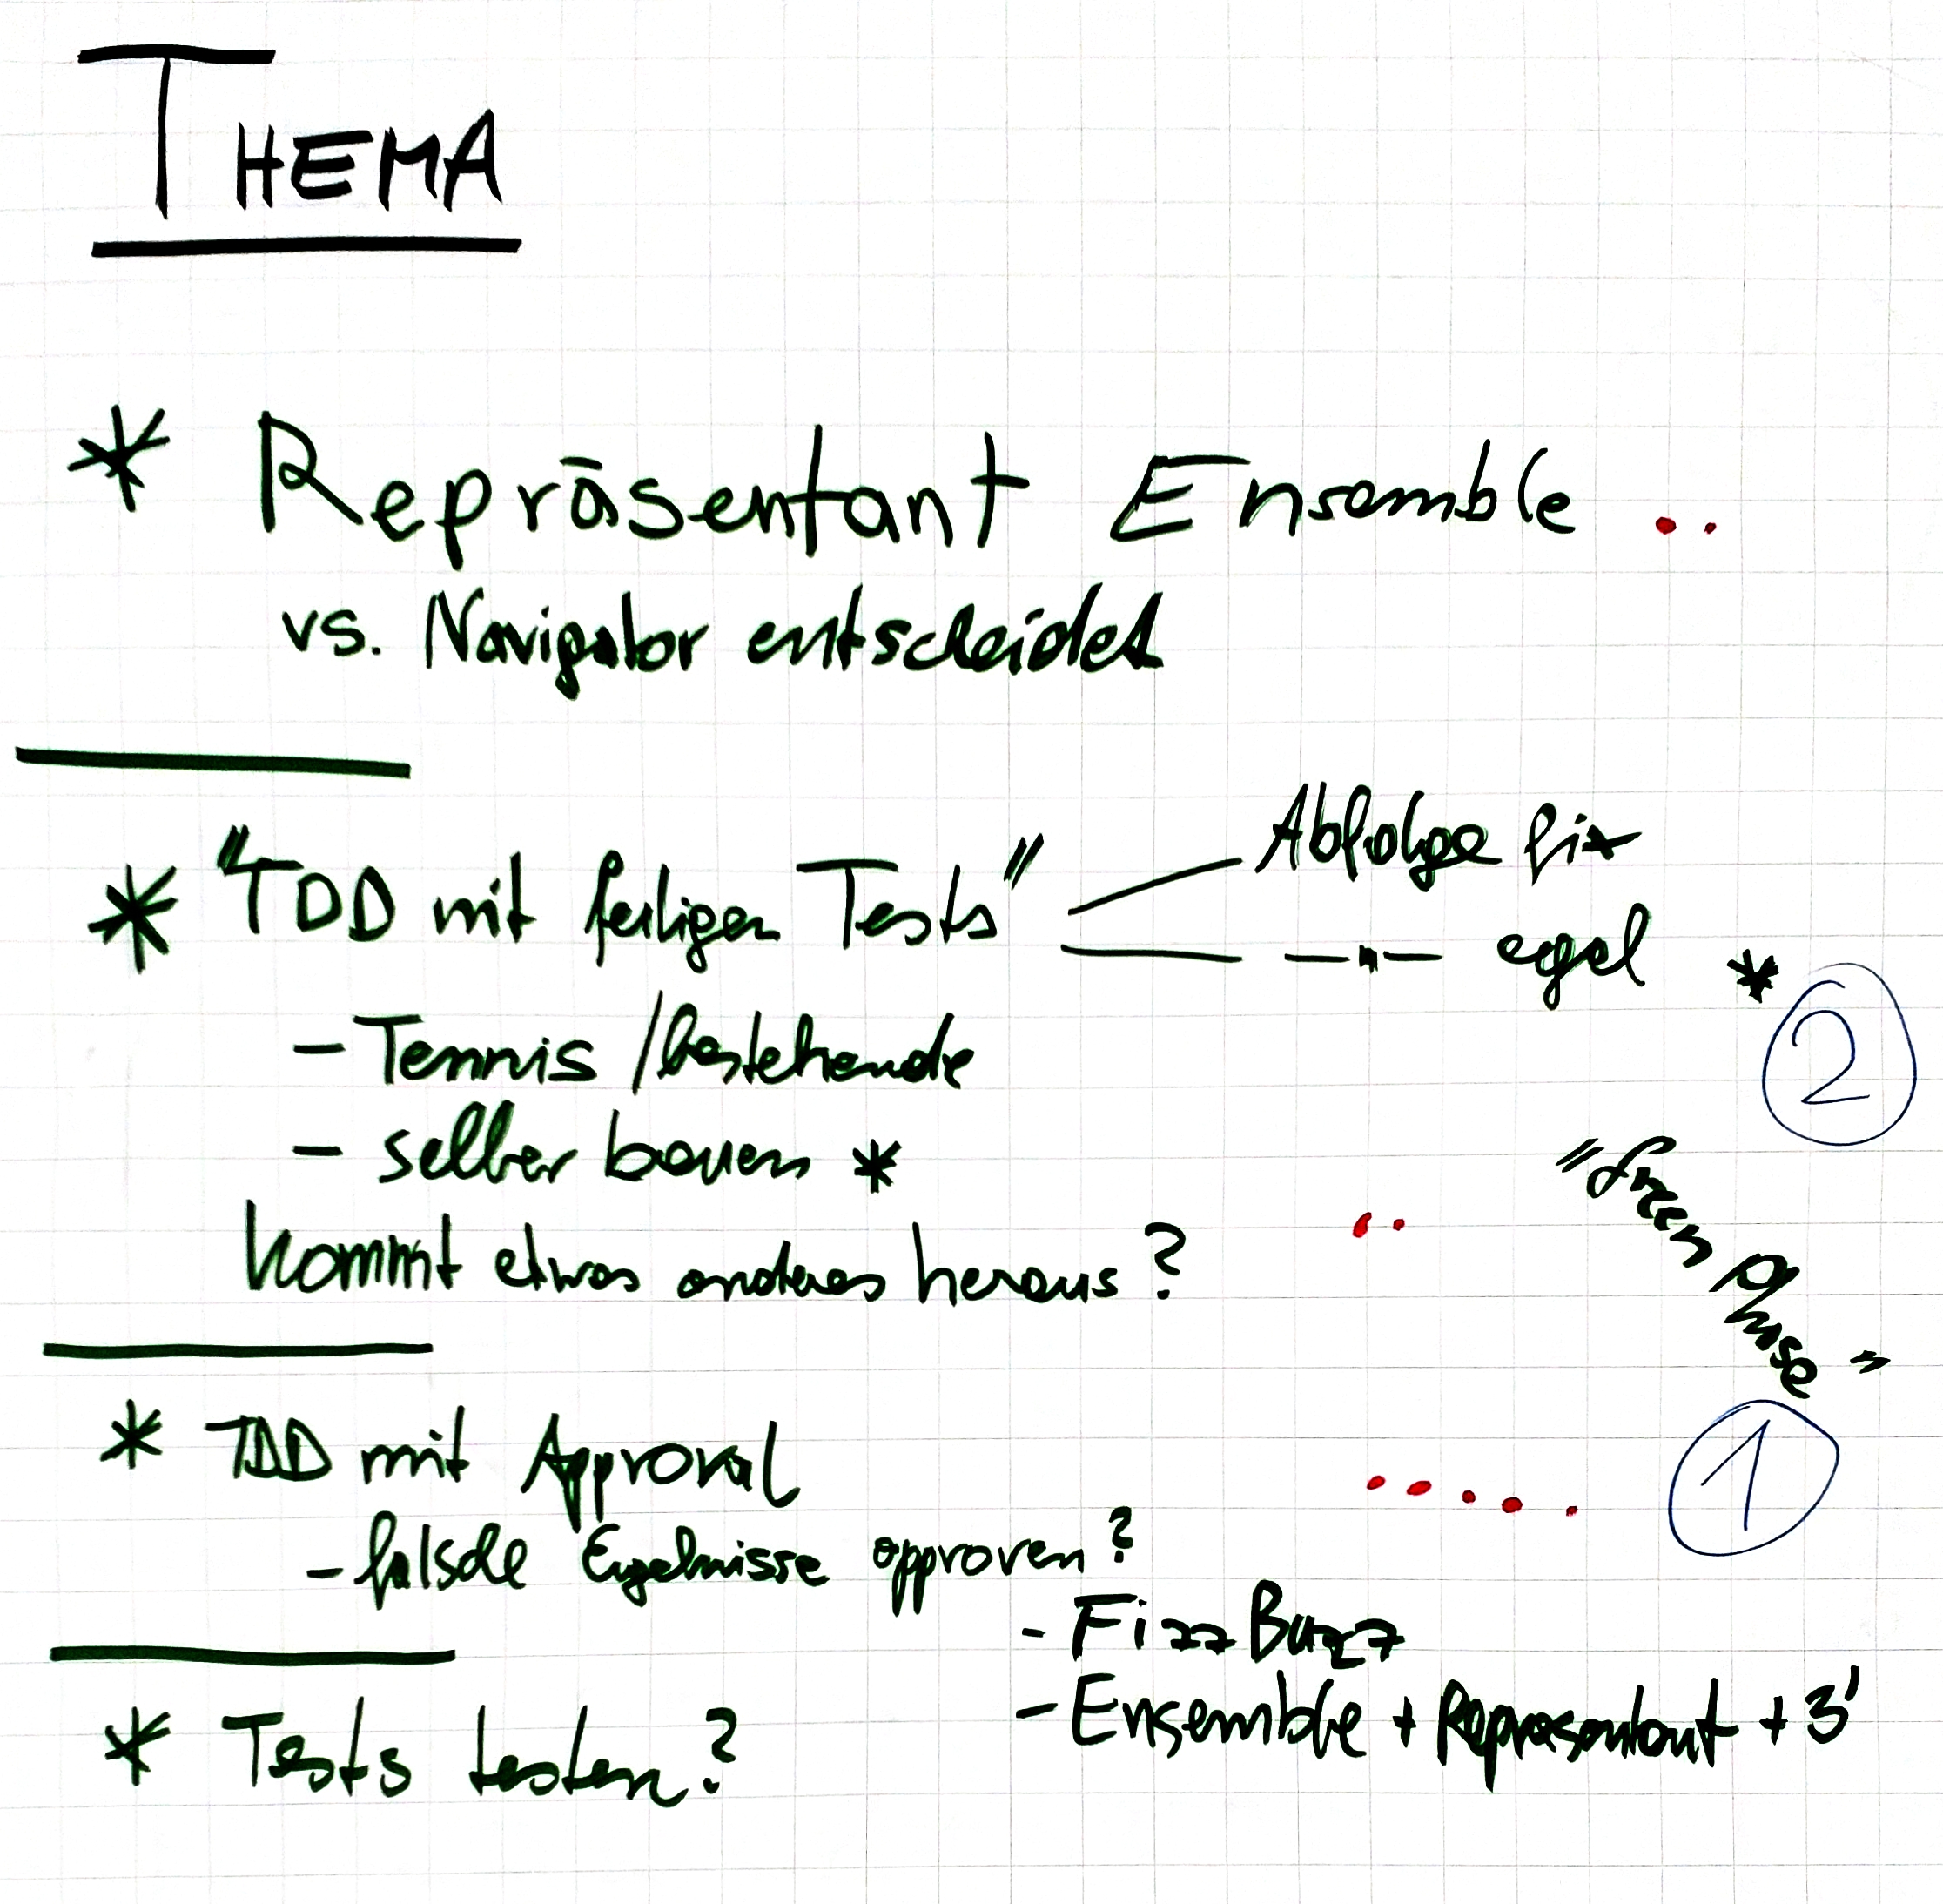 THEMA
* Repräsentant Ensemble ..
vs. Navigator entscheidet
* "TDD mit fertigen Tests" Abfolge fix
—"— egal *
②
- Tennis / bestehende
- selber bauen *
"Green Phase"
kommt etwas anderes heraus? ..
* TDD mit Approval ..... ①
- falsche Ergebnisse approven?
- FizzBuzz
- Ensemble + Repräsentant + 3'
* Tests testen?